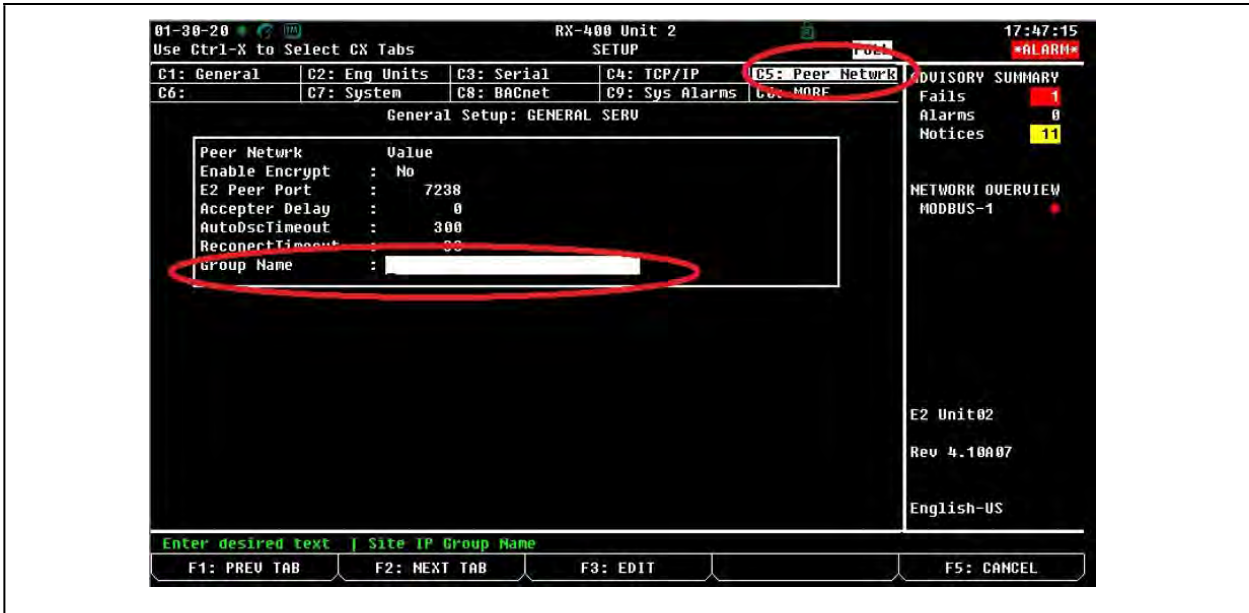 01-30-20 RX-400 Unit 2 17:47:15
Use Ctrl-X to Select CX Tabs SETUP FULL *ALARM*
C1: General C2: Eng Units C3: Serial C4: TCP/IP C5: Peer Netwrk ADVISORY SUMMARY
C6: C7: System C8: BACnet C9: Sys Alarms C0: MORE Fails 1
General Setup: GENERAL SERV Alarms 0
Notices 11
Peer Netwrk Value
Enable Encrypt : No
E2 Peer Port : 7238 NETWORK OVERVIEW
Accepter Delay : 0 MODBUS-1
AutoDscTimeout : 300
ReconectTimeout :
Group Name :
E2 Unit02
Rev 4.10A07
English-US
Enter desired text | Site IP Group Name
F1: PREV TAB F2: NEXT TAB F3: EDIT F5: CANCEL